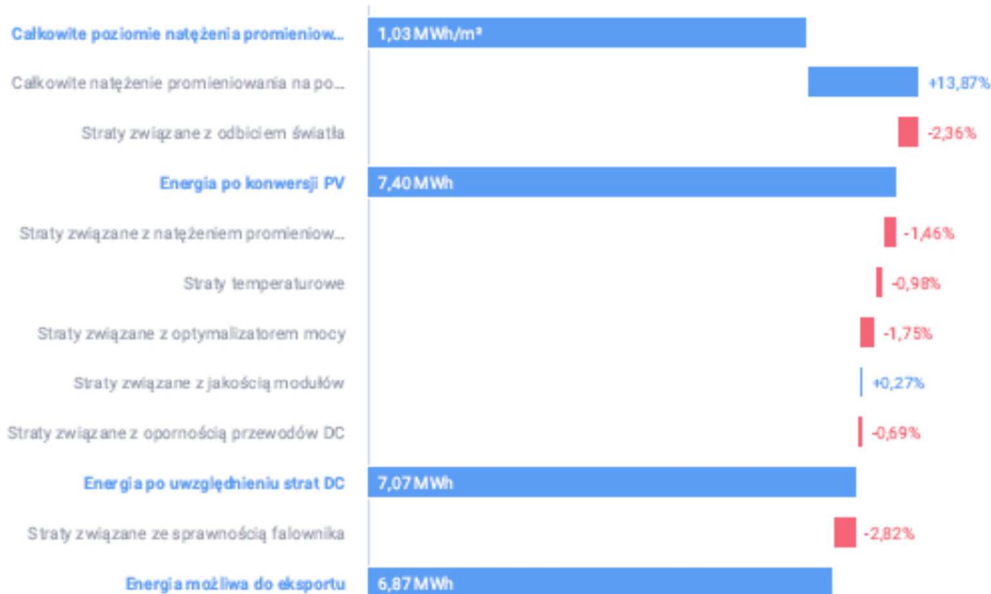 Całkowite poziomie natężenia promieniow...
1,03 MWh/m²
Całkowite natężenie promieniowania na po...
+13,87%
Straty związane z odbiciem światła
-2,36%
Energia po konwersji PV
7,40 MWh
Straty związane z natężeniem promieniow...
-1,46%
Straty temperaturowe
-0,98%
Straty związane z optymalizatorem mocy
-1,75%
Straty związane z jakością modułów
+0,27%
Straty związane z opornością przewodów DC
-0,69%
Energia po uwzględnieniu strat DC
7,07 MWh
Straty związane ze sprawnością falownika
-2,82%
Energia możliwa do eksportu
6,87 MWh